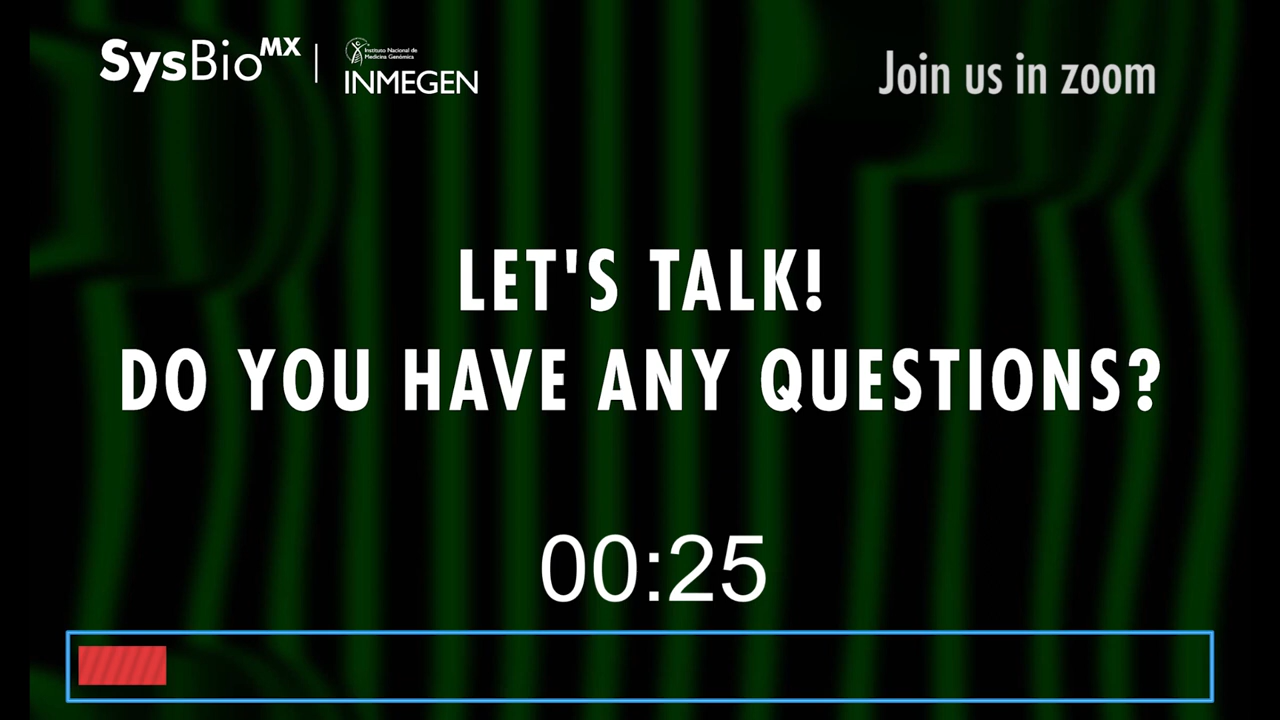 SysBioMX
Instituto Nacional de
Medicina Genómica
INMEGEN
Join us in zoom
LET'S TALK!
DO YOU HAVE ANY QUESTIONS?
00:25